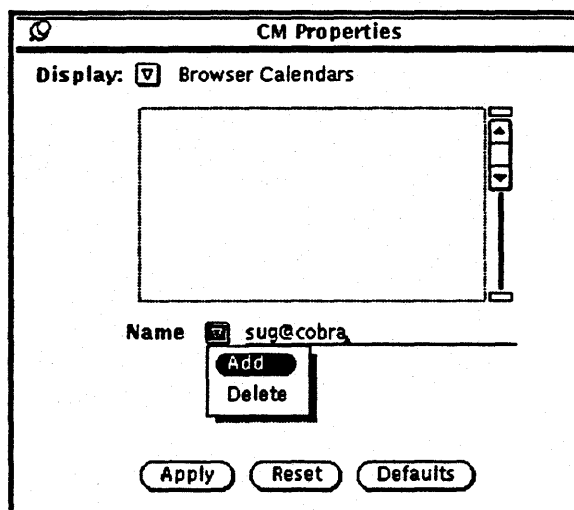 CM Properties
Display: Browser Calendars
Name sug@cobra
Add
Delete
Apply Reset Defaults